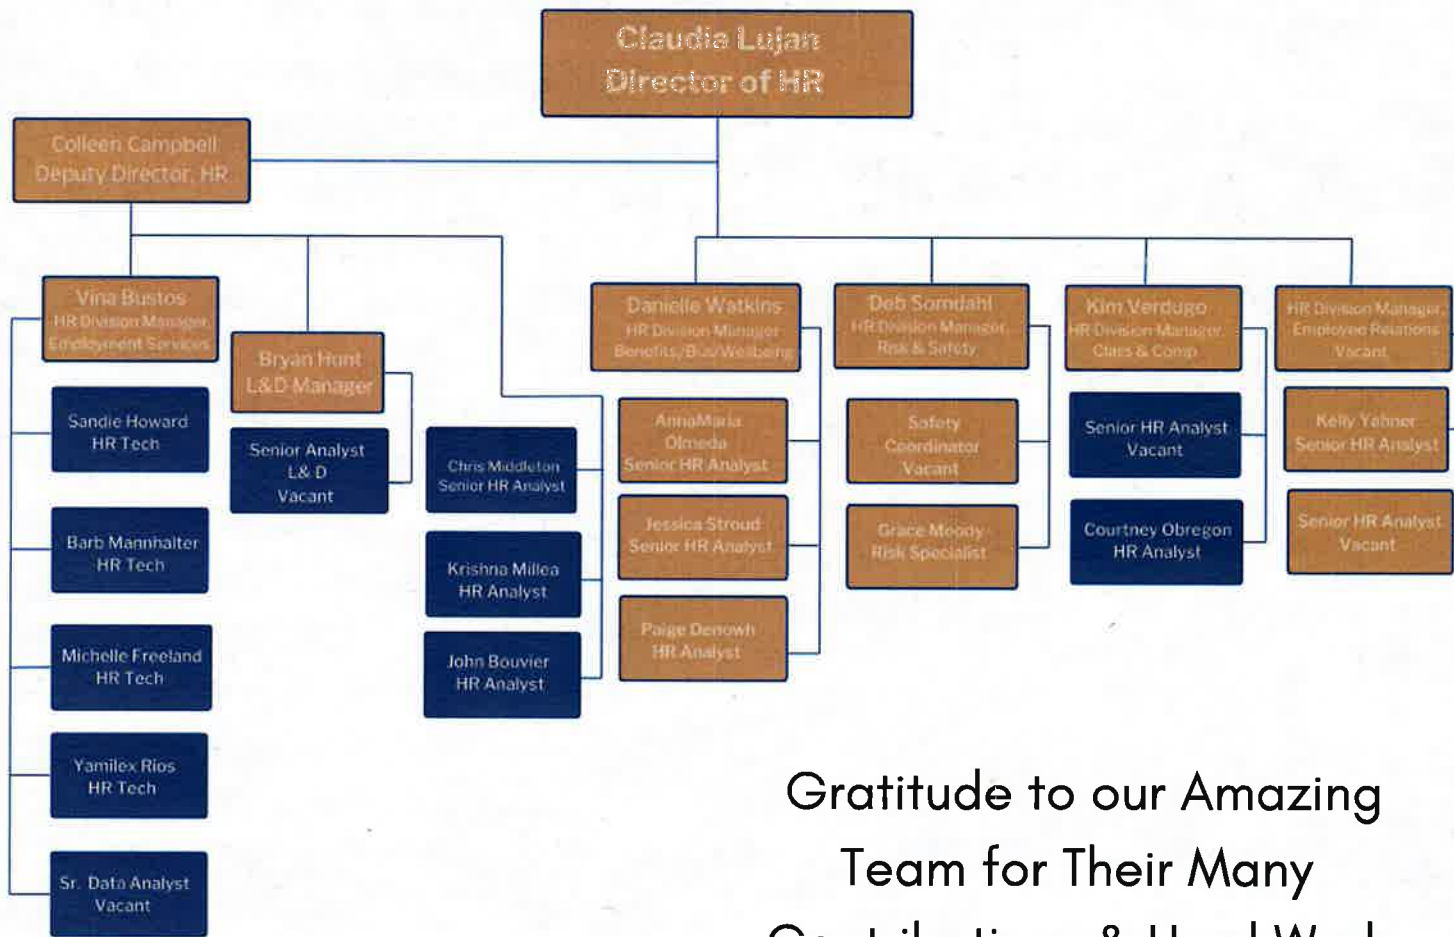 Claudia Lujan
Director of HR
Colleen Campbell
Deputy Director, HR
Vina Bustos
HR Division Manager,
Employment Services
Sandie Howard
HR Tech
Barb Mannhalter
HR Tech
Michelle Freeland
HR Tech
Yamilex Rios
HR Tech
Sr. Data Analyst
Vacant
Bryan Hunt
L&D Manager
Senior Analyst
L& D
Vacant
Chris Middleton
Senior HR Analyst
Krishna Millea
HR Analyst
John Bouvier
HR Analyst
Danielle Watkins
HR Division Manager
Benefits/Bus/Wellbeing
AnnaMaria
Olmeda
Senior HR Analyst
Jessica Stroud
Senior HR Analyst
Paige Denowh
HR Analyst
Deb Somdahl
HR Division Manager,
Risk & Safety
Safety
Coordinator
Vacant
Grace Moody
Risk Specialist
Kim Verdugo
HR Division Manager,
Class & Comp
Senior HR Analyst
Vacant
Courtney Obregon
HR Analyst
HR Division Manager,
Employee Relations
Vacant
Kelly Yahner
Senior HR Analyst
Senior HR Analyst
Vacant
Gratitude to our Amazing
Team for Their Many
Contributions & Hard Work